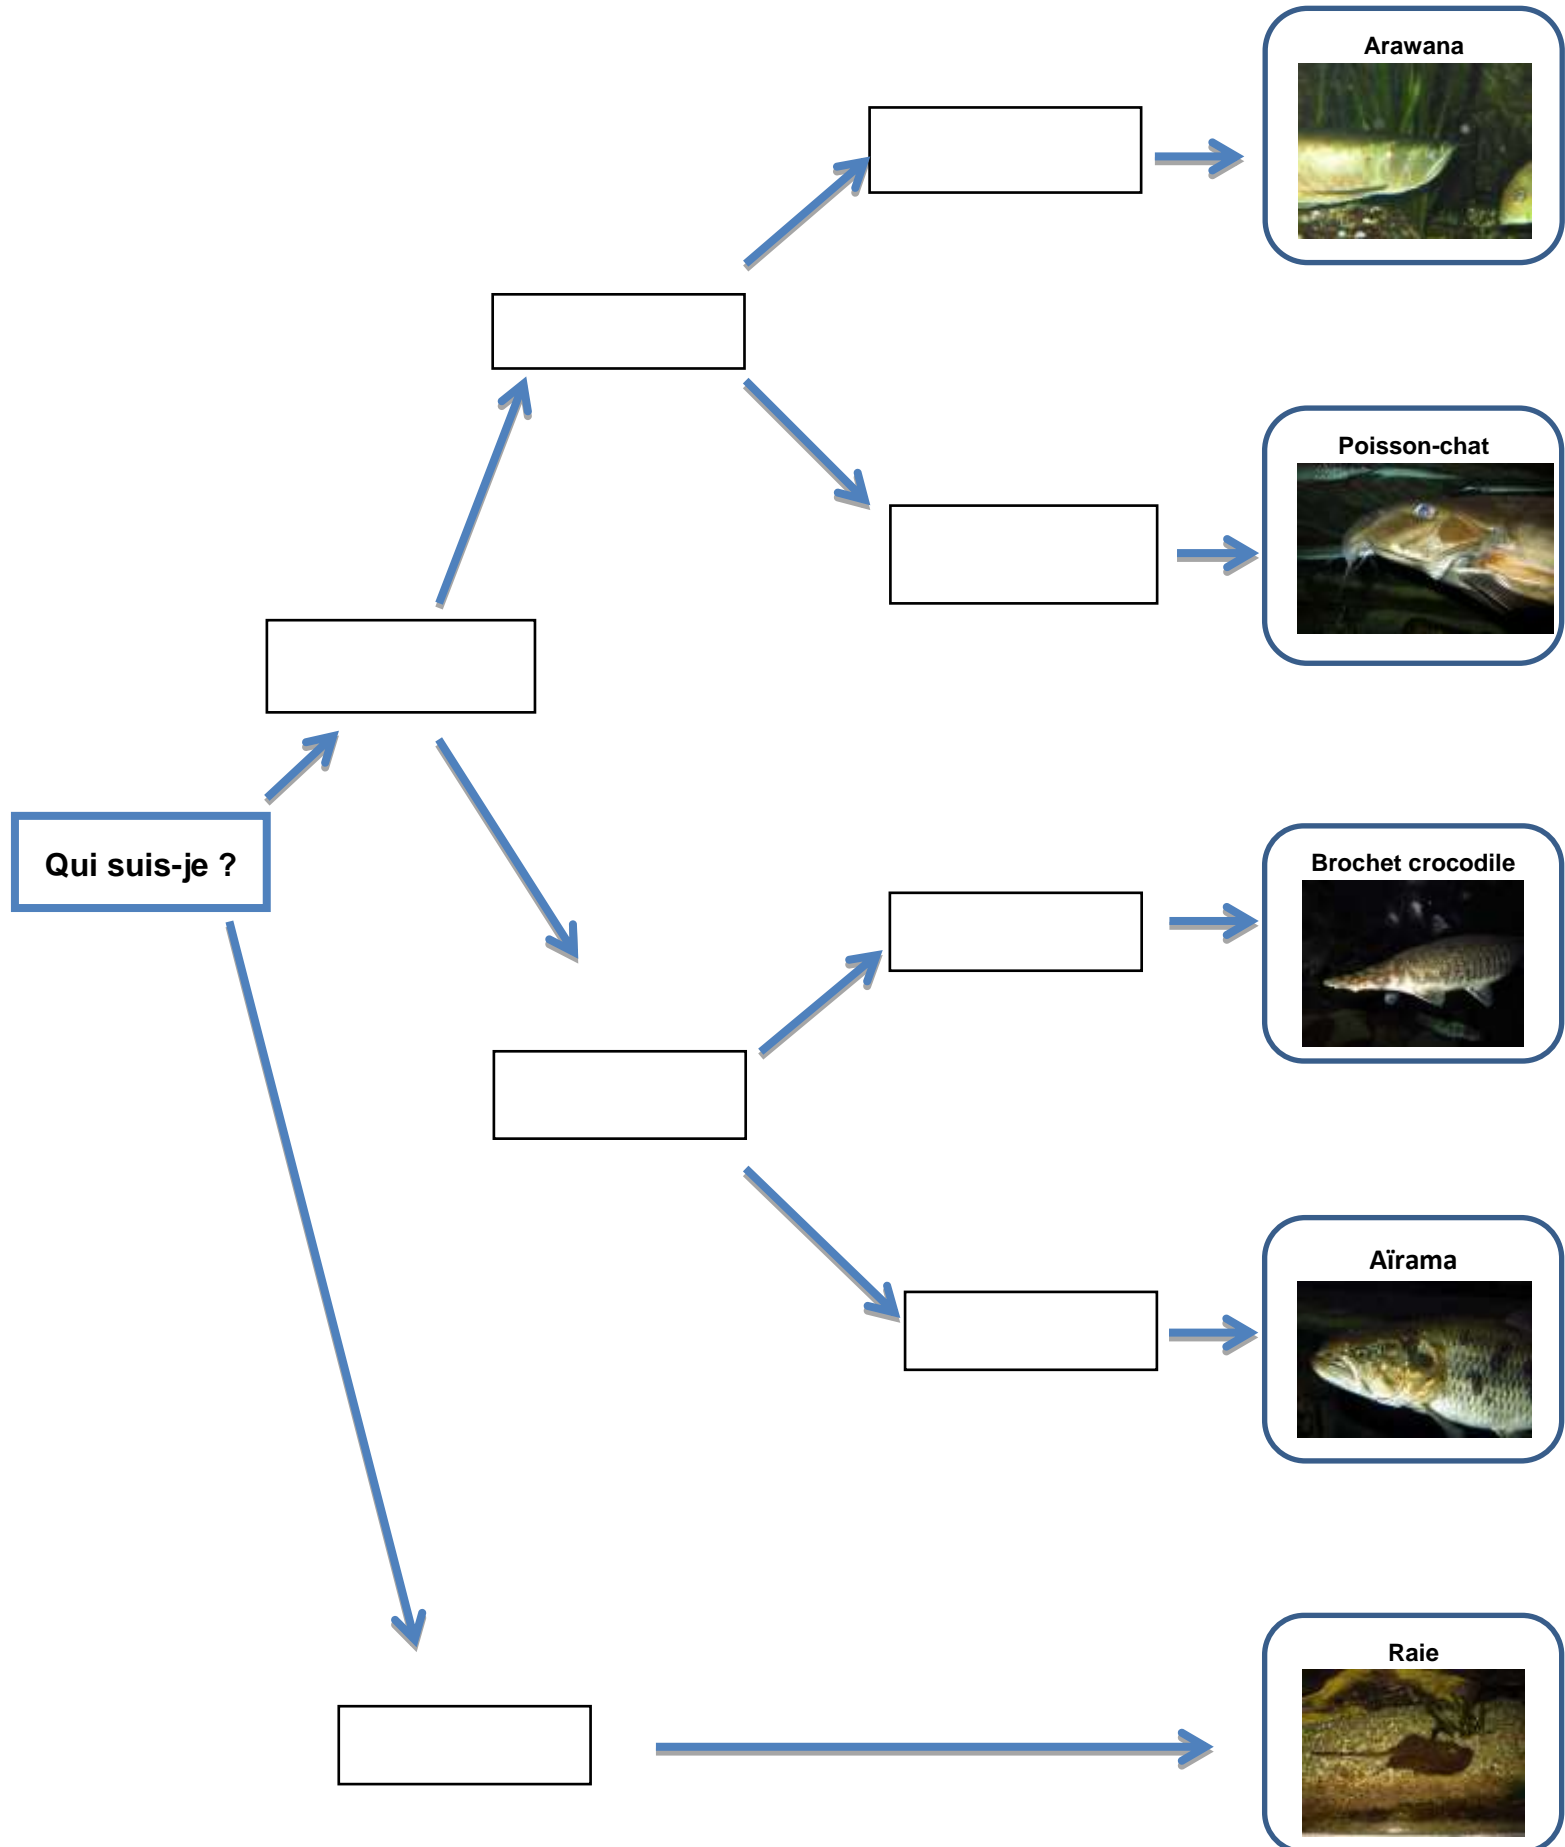 Arawana
Poisson-chat
Qui suis-je ?
Brochet crocodile
Aïrama
Raie